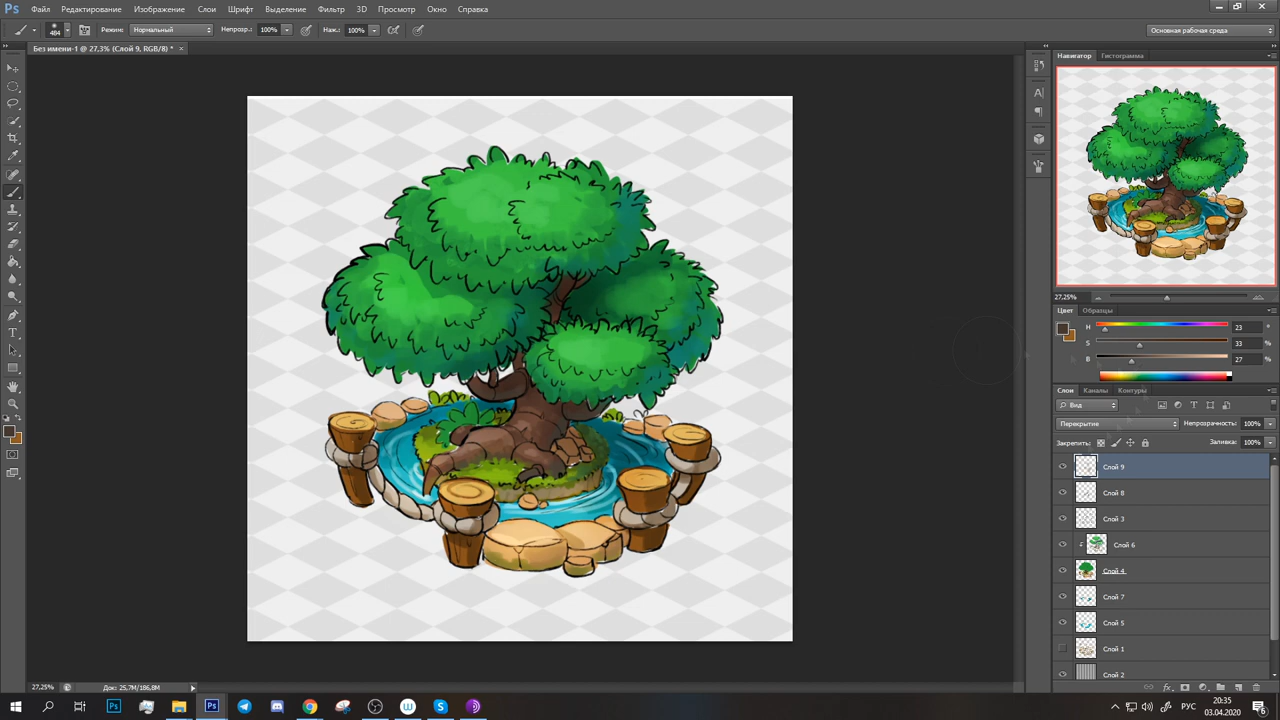 Ps Файл Редактирование Изображение Слои Шрифт Выделение Фильтр 3D Просмотр Окно Справка
484 Режим: Нормальный Непрозр.: 100% Наж.: 100% Основная рабочая среда
Без имени-1 @ 27,3% (Слой 9, RGB/8) * ×
Навигатор Гистограмма
27,25%
Цвет Образцы
H 23 °
S 33 %
B 27 %
Слои Каналы Контуры
Вид
Перекрытие Непрозрачность: 100%
Закрепить: Заливка: 100%
Слой 9
Слой 8
Слой 3
Слой 6
Слой 4
Слой 7
Слой 5
Слой 1
Слой 2
27,25% Док: 25,7M/186,8M
РУС 20:35
03.04.2020 6